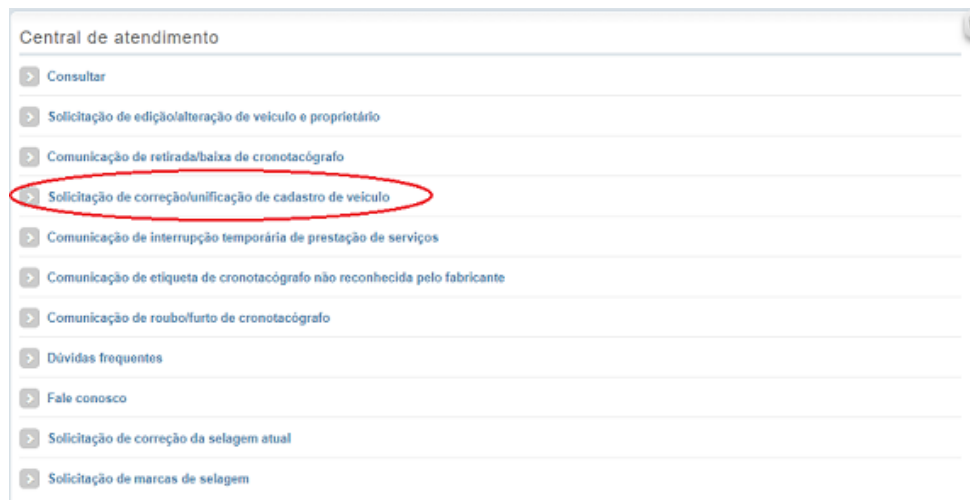 Central de atendimento
Consultar
Solicitação de edição/alteração de veículo e proprietário
Comunicação de retirada/baixa de cronotacógrafo
Solicitação de correção/unificação de cadastro de veículo
Comunicação de interrupção temporária de prestação de serviços
Comunicação de etiqueta de cronotacógrafo não reconhecida pelo fabricante
Comunicação de roubo/furto de cronotacógrafo
Dúvidas frequentes
Fale conosco
Solicitação de correção da selagem atual
Solicitação de marcas de selagem